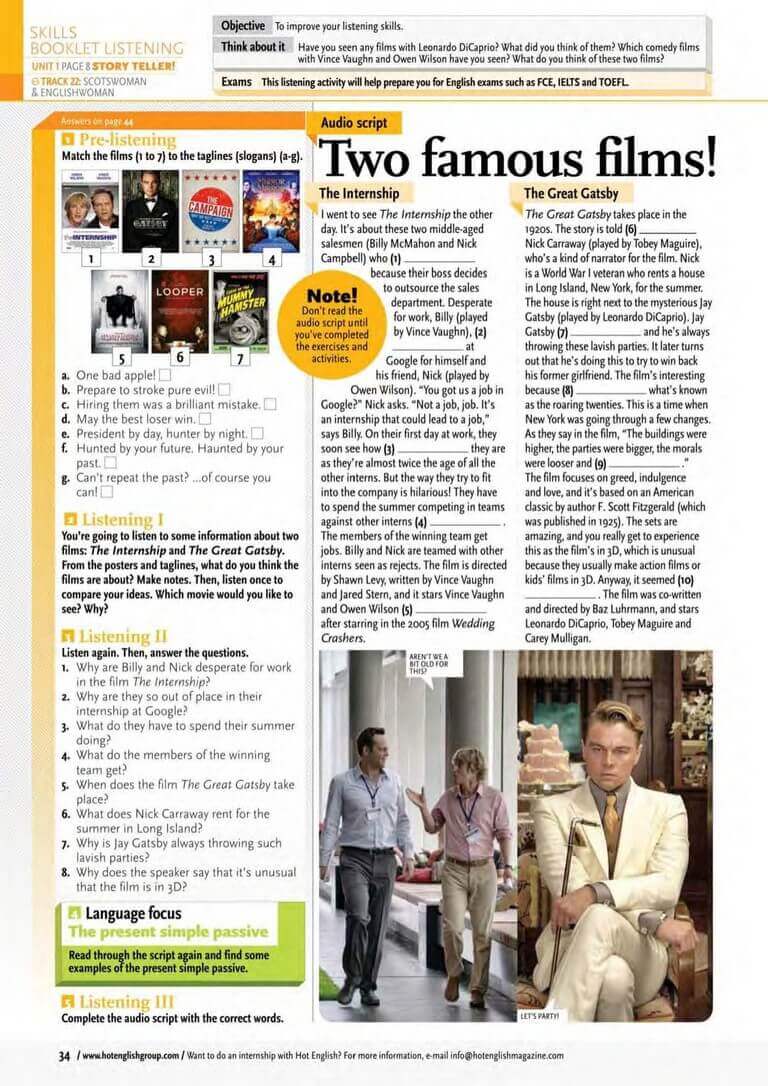 SKILLS
BOOKLET LISTENING
UNIT 1 PAGE 8 STORY TELLER!
TRACK 22: SCOTSWOMAN
& ENGLISHWOMAN
Objective To improve your listening skills.
Think about it Have you seen any films with Leonardo DiCaprio? What did you think of them? Which comedy films
with Vince Vaughn and Owen Wilson have you seen? What do you think of these two films?
Exams This listening activity will help prepare you for English exams such as FCE, IELTS and TOEFL.
Answers on page 44
1 Pre-listening
Match the films (1 to 7) to the taglines (slogans) (a-g).
THE INTERNSHIP
GATSBY
THE
CAMPAIGN
1
2
3
4
LOOPER
MUMMY
HAMSTER
5
6
7
a. One bad apple!
b. Prepare to stroke pure evil!
c. Hiring them was a brilliant mistake.
d. May the best loser win.
e. President by day, hunter by night.
f. Hunted by your future. Haunted by your
past.
g. Can't repeat the past? ...of course you
can!
2 Listening I
You're going to listen to some information about two
films: The Internship and The Great Gatsby.
From the posters and taglines, what do you think the
films are about? Make notes. Then, listen once to
compare your ideas. Which movie would you like to
see? Why?
3 Listening II
Listen again. Then, answer the questions.
1. Why are Billy and Nick desperate for work
in the film The Internship?
2. Why are they so out of place in their
internship at Google?
3. What do they have to spend their summer
doing?
4. What do the members of the winning
team get?
5. When does the film The Great Gatsby take
place?
6. What does Nick Carraway rent for the
summer in Long Island?
7. Why is Jay Gatsby always throwing such
lavish parties?
8. Why does the speaker say that it's unusual
that the film is in 3D?
4 Language focus
The present simple passive
Read through the script again and find some
examples of the present simple passive.
5 Listening III
Complete the audio script with the correct words.
Audio script
Two famous films!
The Internship
I went to see The Internship the other
day. It's about these two middle-aged
salesmen (Billy McMahon and Nick
Campbell) who (1) ____________
because their boss decides
to outsource the sales
department. Desperate
for work, Billy (played
by Vince Vaughn), (2)
____________ at
Google for himself and
his friend, Nick (played by
Owen Wilson). "You got us a job in
Google?" Nick asks. "Not a job, job. It's
an internship that could lead to a job,"
says Billy. On their first day at work, they
soon see how (3) ____________ they are
as they're almost twice the age of all the
other interns. But the way they try to fit
into the company is hilarious! They have
to spend the summer competing in teams
against other interns (4) ____________.
The members of the winning team get
jobs. Billy and Nick are teamed with other
interns seen as rejects. The film is directed
by Shawn Levy, written by Vince Vaughn
and Jared Stern, and it stars Vince Vaughn
and Owen Wilson (5) ____________
after starring in the 2005 film Wedding
Crashers.
Note!
Don't read the
audio script until
you've completed
the exercises and
activities.
The Great Gatsby
The Great Gatsby takes place in the
1920s. The story is told (6) ____________
Nick Carraway (played by Tobey Maguire),
who's a kind of narrator for the film. Nick
is a World War I veteran who rents a house
in Long Island, New York, for the summer.
The house is right next to the mysterious Jay
Gatsby (played by Leonardo DiCaprio). Jay
Gatsby (7) ____________ and he's always
throwing these lavish parties. It later turns
out that he's doing this to try to win back
his former girlfriend. The film's interesting
because (8) ____________ what's known
as the roaring twenties. This is a time when
New York was going through a few changes.
As they say in the film, "The buildings were
higher, the parties were bigger, the morals
were looser and (9) ____________."
The film focuses on greed, indulgence
and love, and it's based on an American
classic by author F. Scott Fitzgerald (which
was published in 1925). The sets are
amazing, and you really get to experience
this as the film's in 3D, which is unusual
because they usually make action films or
kids' films in 3D. Anyway, it seemed (10)
____________. The film was co-written
and directed by Baz Luhrmann, and stars
Leonardo DiCaprio, Tobey Maguire and
Carey Mulligan.
AREN'T WE A
BIT OLD FOR
THIS?
LET'S PARTY!
34 / www.hotenglishgroup.com / Want to do an internship with Hot English? For more information, e-mail info@hotenglishmagazine.com